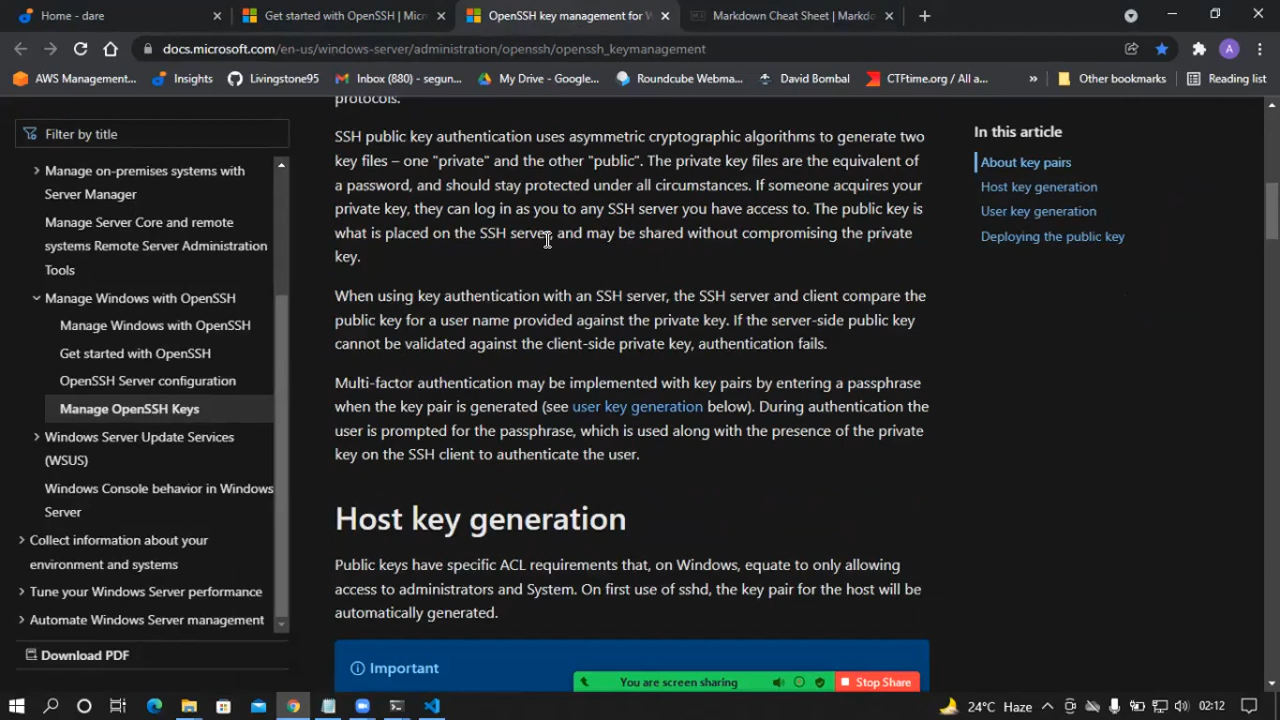 Home - dare
Get started with OpenSSH | Micr
OpenSSH key management for W
Markdown Cheat Sheet | Markdo
docs.microsoft.com/en-us/windows-server/administration/openssh/openssh_keymanagement
A
AWS Management...
Insights
Livingstone95
Inbox (880) - segun...
My Drive - Google...
Roundcube Webma...
David Bombal
CTFtime.org / All a...
»
Other bookmarks
Reading list
Filter by title
Manage on-premises systems with
Server Manager
Manage Server Core and remote
systems Remote Server Administration
Tools
Manage Windows with OpenSSH
Manage Windows with OpenSSH
Get started with OpenSSH
OpenSSH Server configuration
Manage OpenSSH Keys
Windows Server Update Services
(WSUS)
Windows Console behavior in Windows
Server
Collect information about your
environment and systems
Tune your Windows Server performance
Automate Windows Server management
Download PDF
protocols.
SSH public key authentication uses asymmetric cryptographic algorithms to generate two
key files – one "private" and the other "public". The private key files are the equivalent of
a password, and should stay protected under all circumstances. If someone acquires your
private key, they can log in as you to any SSH server you have access to. The public key is
what is placed on the SSH server, and may be shared without compromising the private
key.
When using key authentication with an SSH server, the SSH server and client compare the
public key for a user name provided against the private key. If the server-side public key
cannot be validated against the client-side private key, authentication fails.
Multi-factor authentication may be implemented with key pairs by entering a passphrase
when the key pair is generated (see user key generation below). During authentication the
user is prompted for the passphrase, which is used along with the presence of the private
key on the SSH client to authenticate the user.
Host key generation
Public keys have specific ACL requirements that, on Windows, equate to only allowing
access to administrators and System. On first use of sshd, the key pair for the host will be
automatically generated.
Important
In this article
About key pairs
Host key generation
User key generation
Deploying the public key
You are screen sharing
Stop Share
24°C Haze
02:12